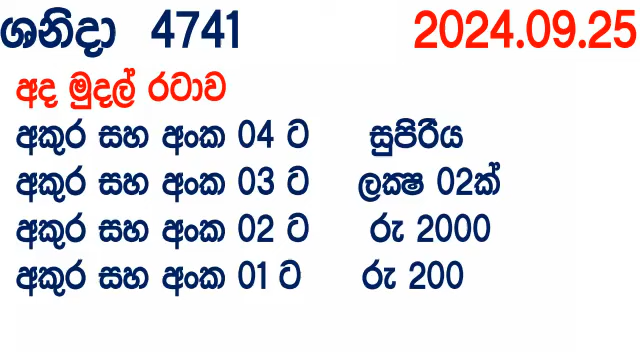 ශනිදා 4741 2024.09.25
අද මුදල් රටාව
අකුර සහ අංක 04 ට සුපිරිය
අකුර සහ අංක 03 ට ලක්‍ෂ 02ක්
අකුර සහ අංක 02 ට රු 2000
අකුර සහ අංක 01 ට රු 200